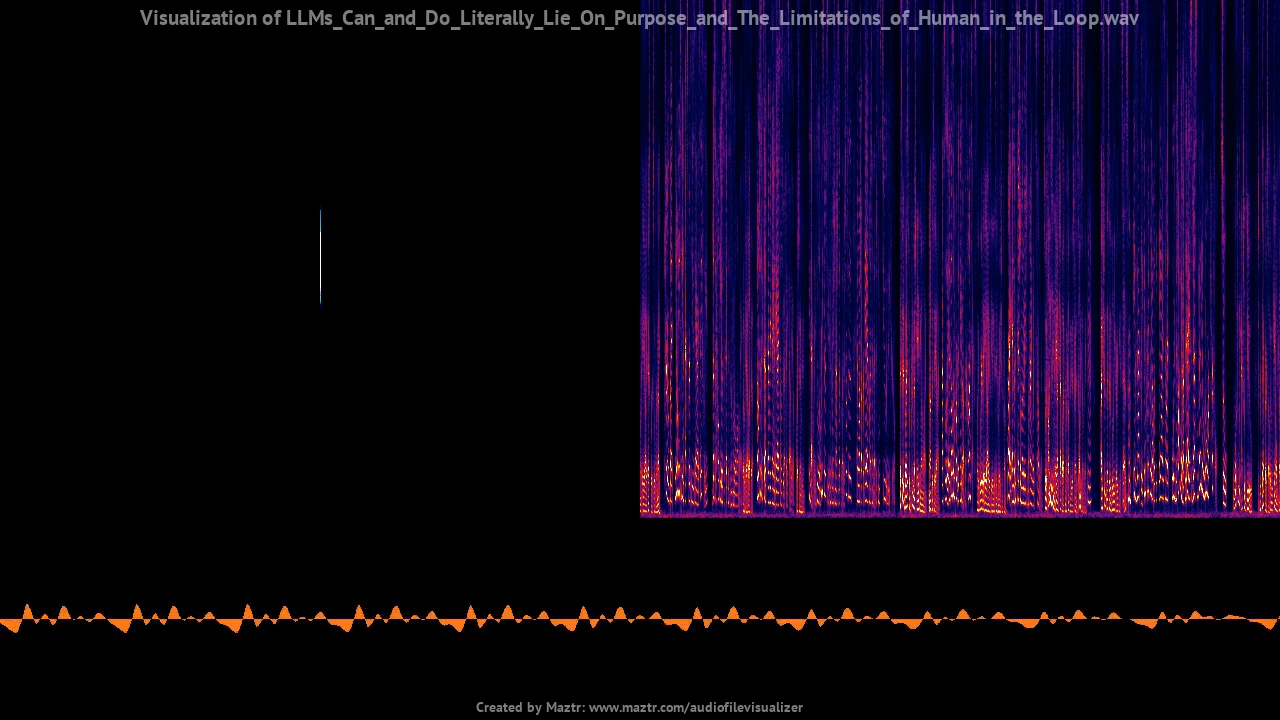 Visualization of LLMs_Can_and_Do_Literally_Lie_On_Purpose_and_The_Limitations_of_Human_in_the_Loop.wav
Created by Maztr: www.maztr.com/audiofilevisualizer